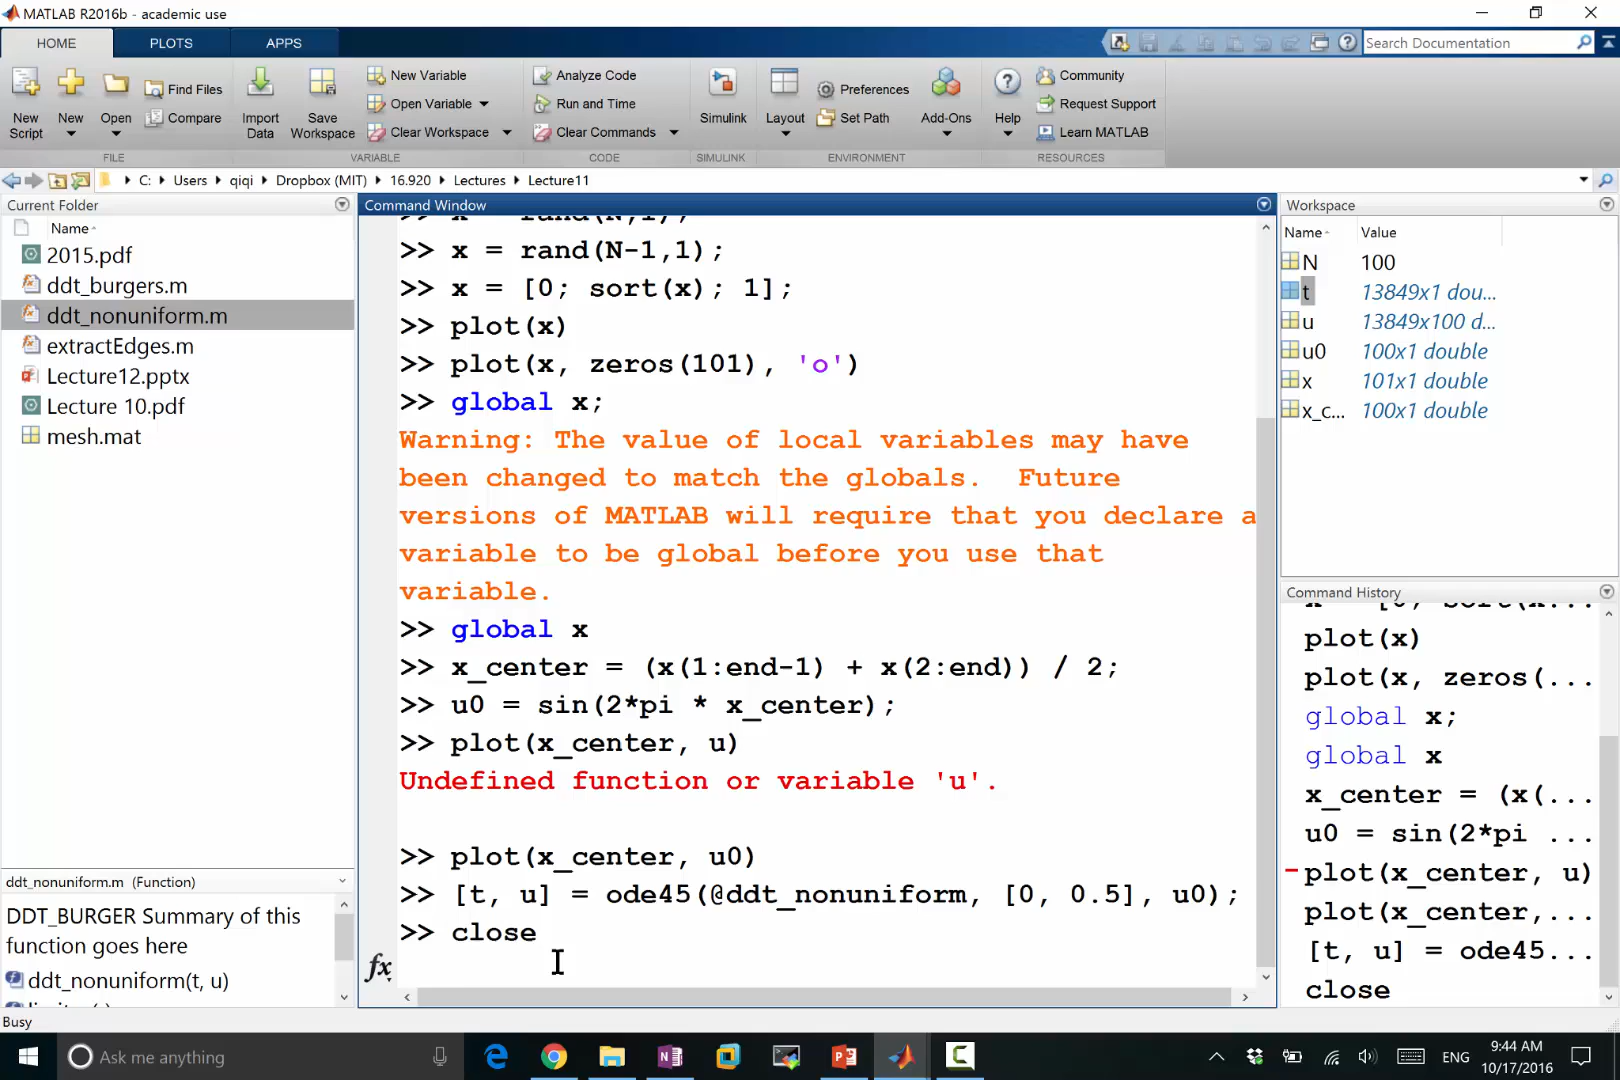 MATLAB R2016b - academic use
HOME
PLOTS
APPS
Search Documentation
New Script
New
Open
Find Files
Compare
Import Data
Save Workspace
New Variable
Open Variable
Clear Workspace
Analyze Code
Run and Time
Clear Commands
Simulink
Layout
Preferences
Set Path
Add-Ons
Help
Community
Request Support
Learn MATLAB
FILE
VARIABLE
CODE
SIMULINK
ENVIRONMENT
RESOURCES
C: Users qiqi Dropbox (MIT) 16.920 Lectures Lecture11
Current Folder
Name
2015.pdf
ddt_burgers.m
ddt_nonuniform.m
extractEdges.m
Lecture12.pptx
Lecture 10.pdf
mesh.mat
ddt_nonuniform.m (Function)
DDT_BURGER Summary of this
function goes here
ddt_nonuniform(t, u)
Command Window
>> x = rand(N,1);
>> x = rand(N-1,1);
>> x = [0; sort(x); 1];
>> plot(x)
>> plot(x, zeros(101), 'o')
>> global x;
Warning: The value of local variables may have
been changed to match the globals.  Future
versions of MATLAB will require that you declare a
variable to be global before you use that
variable.
>> global x
>> x_center = (x(1:end-1) + x(2:end)) / 2;
>> u0 = sin(2*pi * x_center);
>> plot(x_center, u)
Undefined function or variable 'u'.
>> plot(x_center, u0)
>> [t, u] = ode45(@ddt_nonuniform, [0, 0.5], u0);
>> close
fx
Workspace
Name Value
N 100
t 13849x1 dou...
u 13849x100 d...
u0 100x1 double
x 101x1 double
x_c... 100x1 double
Command History
plot(x)
plot(x, zeros(...
global x;
global x
x_center = (x(...
u0 = sin(2*pi ...
plot(x_center, u)
plot(x_center,...
[t, u] = ode45...
close
Busy
Ask me anything
ENG
9:44 AM
10/17/2016